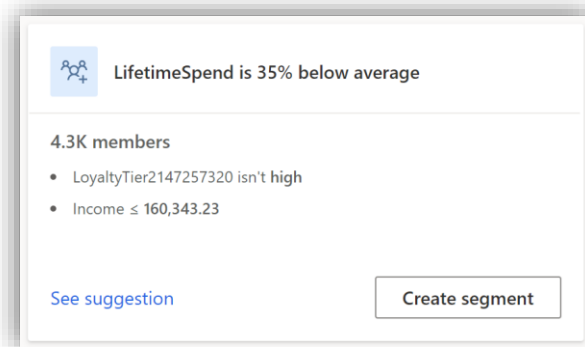 LifetimeSpend is 35% below average
4.3K members
LoyaltyTier2147257320 isn't high
Income ≤ 160,343.23
See suggestion
Create segment